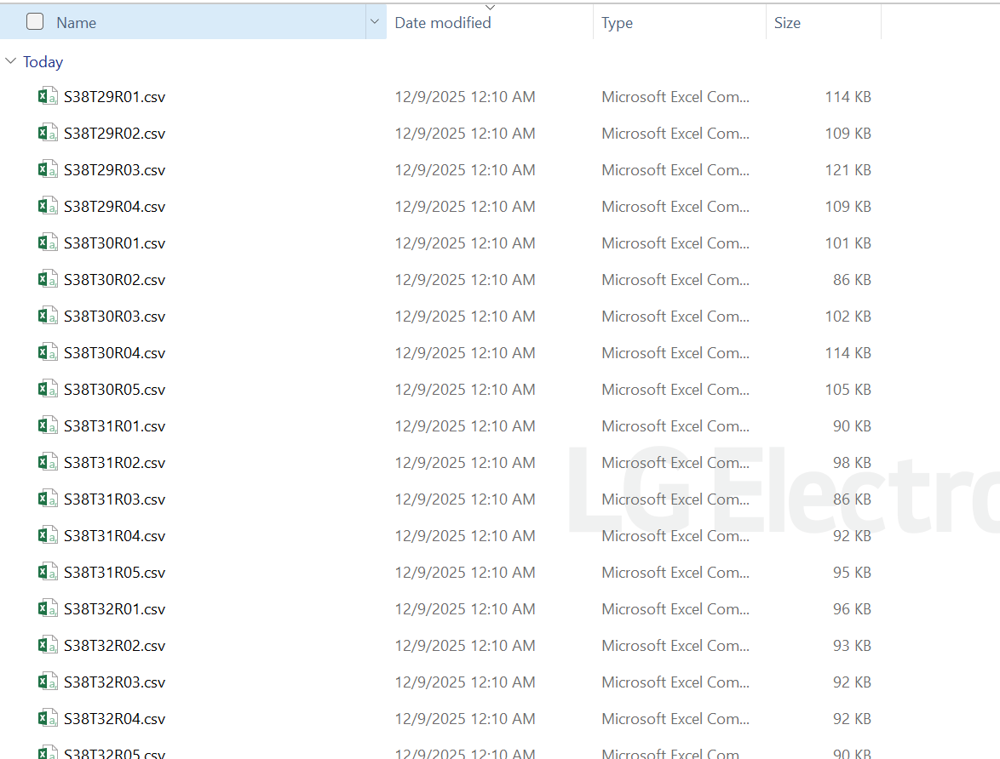 Name Date modified Type Size
Today
S38T29R01.csv 12/9/2025 12:10 AM Microsoft Excel Com... 114 KB
S38T29R02.csv 12/9/2025 12:10 AM Microsoft Excel Com... 109 KB
S38T29R03.csv 12/9/2025 12:10 AM Microsoft Excel Com... 121 KB
S38T29R04.csv 12/9/2025 12:10 AM Microsoft Excel Com... 109 KB
S38T30R01.csv 12/9/2025 12:10 AM Microsoft Excel Com... 101 KB
S38T30R02.csv 12/9/2025 12:10 AM Microsoft Excel Com... 86 KB
S38T30R03.csv 12/9/2025 12:10 AM Microsoft Excel Com... 102 KB
S38T30R04.csv 12/9/2025 12:10 AM Microsoft Excel Com... 114 KB
S38T30R05.csv 12/9/2025 12:10 AM Microsoft Excel Com... 105 KB
S38T31R01.csv 12/9/2025 12:10 AM Microsoft Excel Com... 90 KB
S38T31R02.csv 12/9/2025 12:10 AM Microsoft Excel Com... 98 KB
LG Electro
S38T31R03.csv 12/9/2025 12:10 AM Microsoft Excel Com... 86 KB
S38T31R04.csv 12/9/2025 12:10 AM Microsoft Excel Com... 92 KB
S38T31R05.csv 12/9/2025 12:10 AM Microsoft Excel Com... 95 KB
S38T32R01.csv 12/9/2025 12:10 AM Microsoft Excel Com... 96 KB
S38T32R02.csv 12/9/2025 12:10 AM Microsoft Excel Com... 93 KB
S38T32R03.csv 12/9/2025 12:10 AM Microsoft Excel Com... 92 KB
S38T32R04.csv 12/9/2025 12:10 AM Microsoft Excel Com... 92 KB
S38T32R05.csv 12/9/2025 12:10 AM Microsoft Excel Com... 90 KB